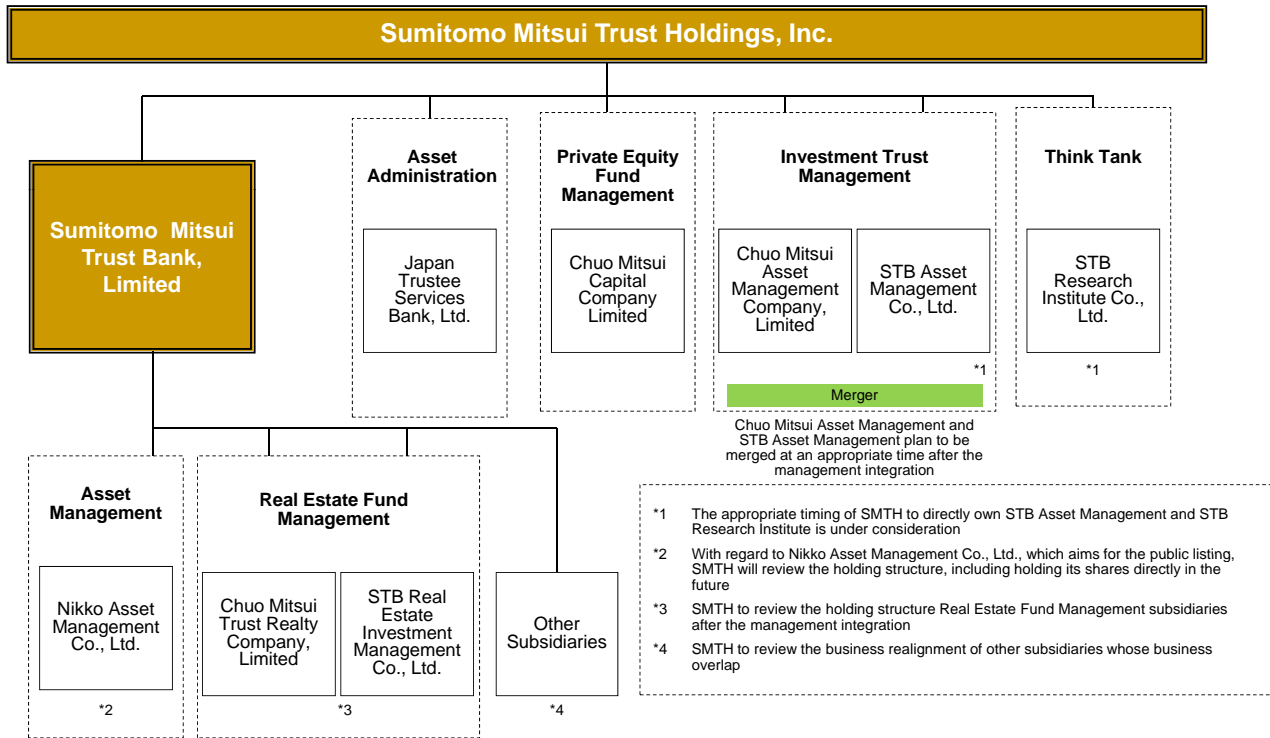 Sumitomo Mitsui Trust Holdings, Inc.
Sumitomo Mitsui
Trust Bank,
Limited
Asset
Administration
Japan
Trustee
Services
Bank, Ltd.
Private Equity
Fund
Management
Chuo Mitsui
Capital
Company
Limited
Investment Trust
Management
Chuo Mitsui
Asset
Management
Company,
Limited
STB Asset
Management
Co., Ltd.
*1
Merger
Chuo Mitsui Asset Management and
STB Asset Management plan to be
merged at an appropriate time after the
management integration
Think Tank
STB
Research
Institute Co.,
Ltd.
*1
Asset
Management
Nikko Asset
Management
Co., Ltd.
*2
Real Estate Fund
Management
Chuo Mitsui
Trust Realty
Company,
Limited
STB Real
Estate
Investment
Management
Co., Ltd.
*3
Other
Subsidiaries
*4
*1 The appropriate timing of SMTH to directly own STB Asset Management and STB
Research Institute is under consideration
*2 With regard to Nikko Asset Management Co., Ltd., which aims for the public listing,
SMTH will review the holding structure, including holding its shares directly in the
future
*3 SMTH to review the holding structure Real Estate Fund Management subsidiaries
after the management integration
*4 SMTH to review the business realignment of other subsidiaries whose business
overlap